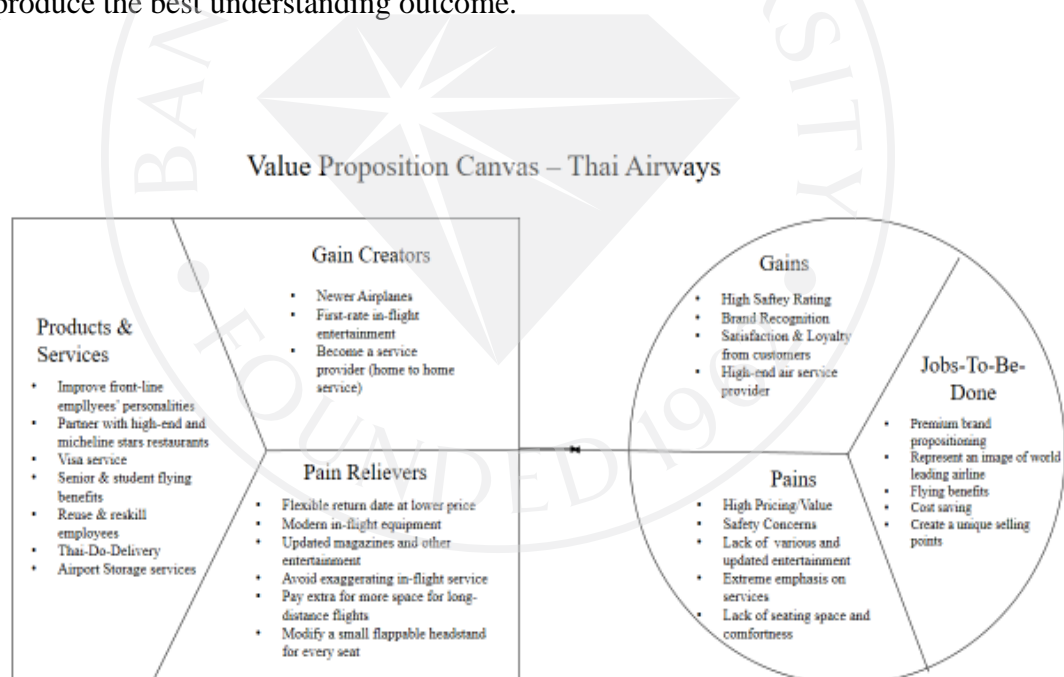 produce the best understanding outcome.
Value Proposition Canvas – Thai Airways
Products &
Services
• Improve front-line
empllyees' personalities
• Partner with high-end and
micheline stars restaurants
• Visa service
• Senior & student flying
benefits
• Reuse & reskill
employees
• Thai-Do-Delivery
• Airport Storage services
Gain Creators
• Newer Airplanes
• First-rate in-flight
entertainment
• Become a service
provider (home to home
service)
Pain Relievers
• Flexible return date at lower price
• Modern in-flight equipment
• Updated magazines and other
entertainment
• Avoid exaggerating in-flight service
• Pay extra for more space for long-
distance flights
• Modify a small flappable headstand
for every seat
Gains
• High Saftey Rating
• Brand Recognition
• Satisfaction & Loyalty
from customers
• High-end air service
provider
Pains
• High Pricing/Value
• Safety Concerns
• Lack of various and
updated entertainment
• Extreme emphasis on
services
• Lack of seating space and
comfortness
Jobs-To-Be-
Done
• Premium brand
propositioning
• Represent an image of world
leading airline
• Flying benefits
• Cost saving
• Create a unique selling
points
FOUNDED